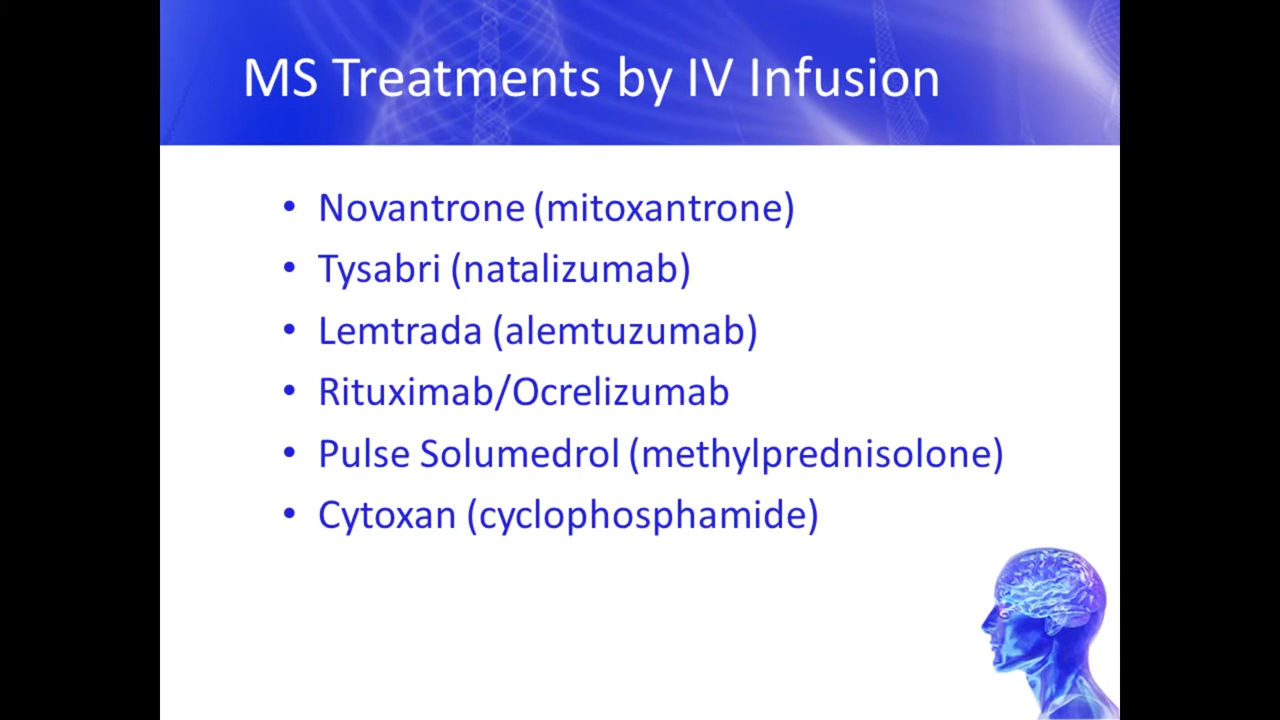 MS Treatments by IV Infusion
• Novantrone (mitoxantrone)
• Tysabri (natalizumab)
• Lemtrada (alemtuzumab)
• Rituximab/Ocrelizumab
• Pulse Solumedrol (methylprednisolone)
• Cytoxan (cyclophosphamide)